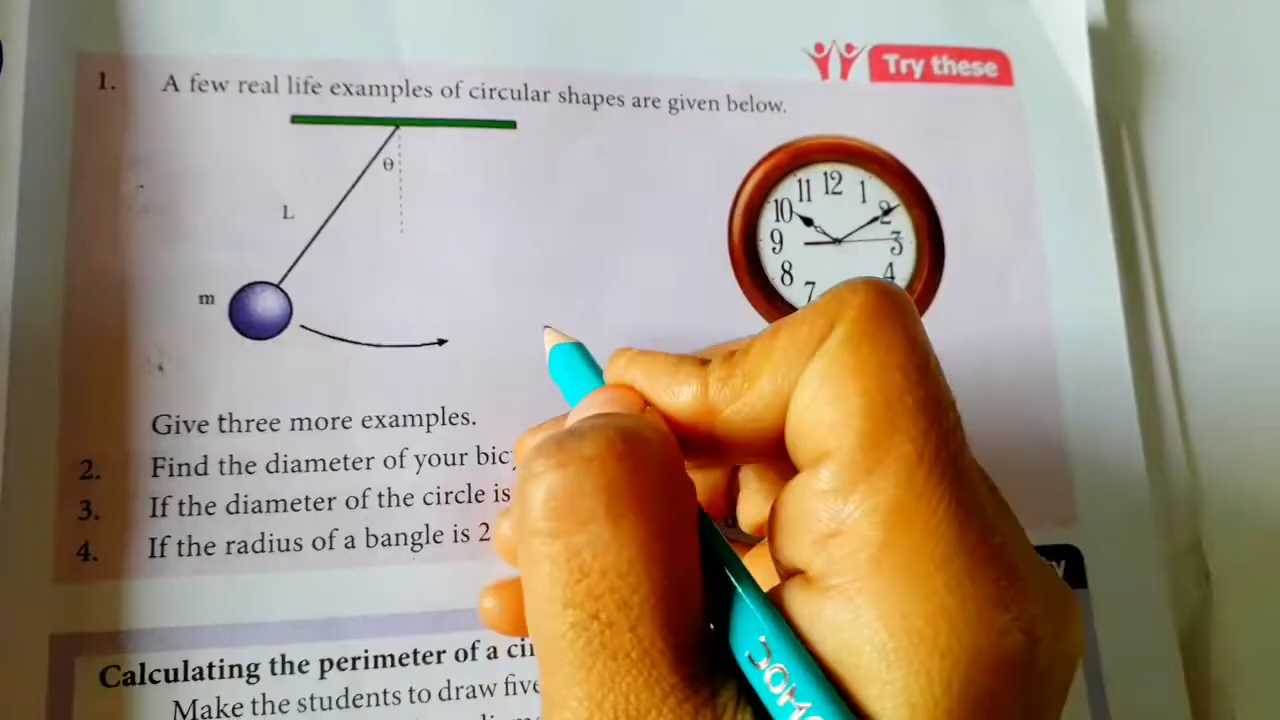 Try these
1. A few real life examples of circular shapes are given below.
θ
L
m
11 12 1
10 2
9 3
8 4
7
Give three more examples.
2. Find the diameter of your
3. If the diameter of the circle is
4. If the radius of a bangle is 2
Calculating the perimeter of a
Make the students to draw